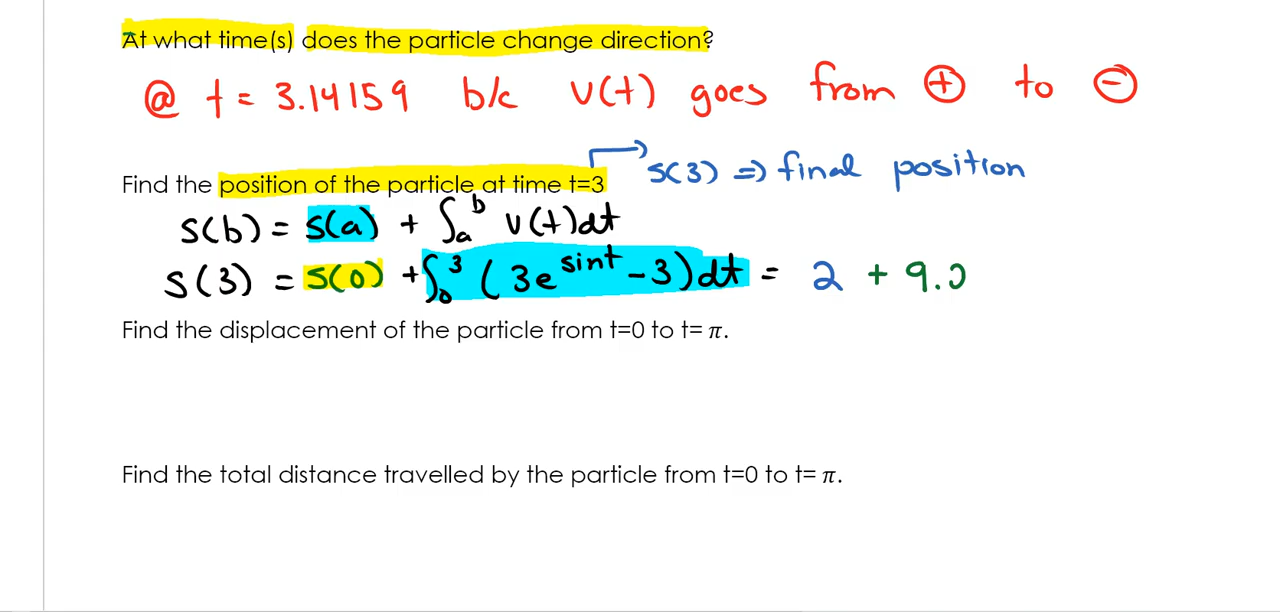 At what time(s) does the particle change direction?
@ t = 3.14159 b/c v(t) goes from ⊕ to ⊖
s(3) ⇒ final position
Find the position of the particle at time t=3
s(b) = s(a) + ∫ₐᵇ v(t)dt
s(3) = s(0) + ∫₀³ (3e^sint - 3)dt = 2 + 9.
Find the displacement of the particle from t=0 to t= π.
Find the total distance travelled by the particle from t=0 to t= π.